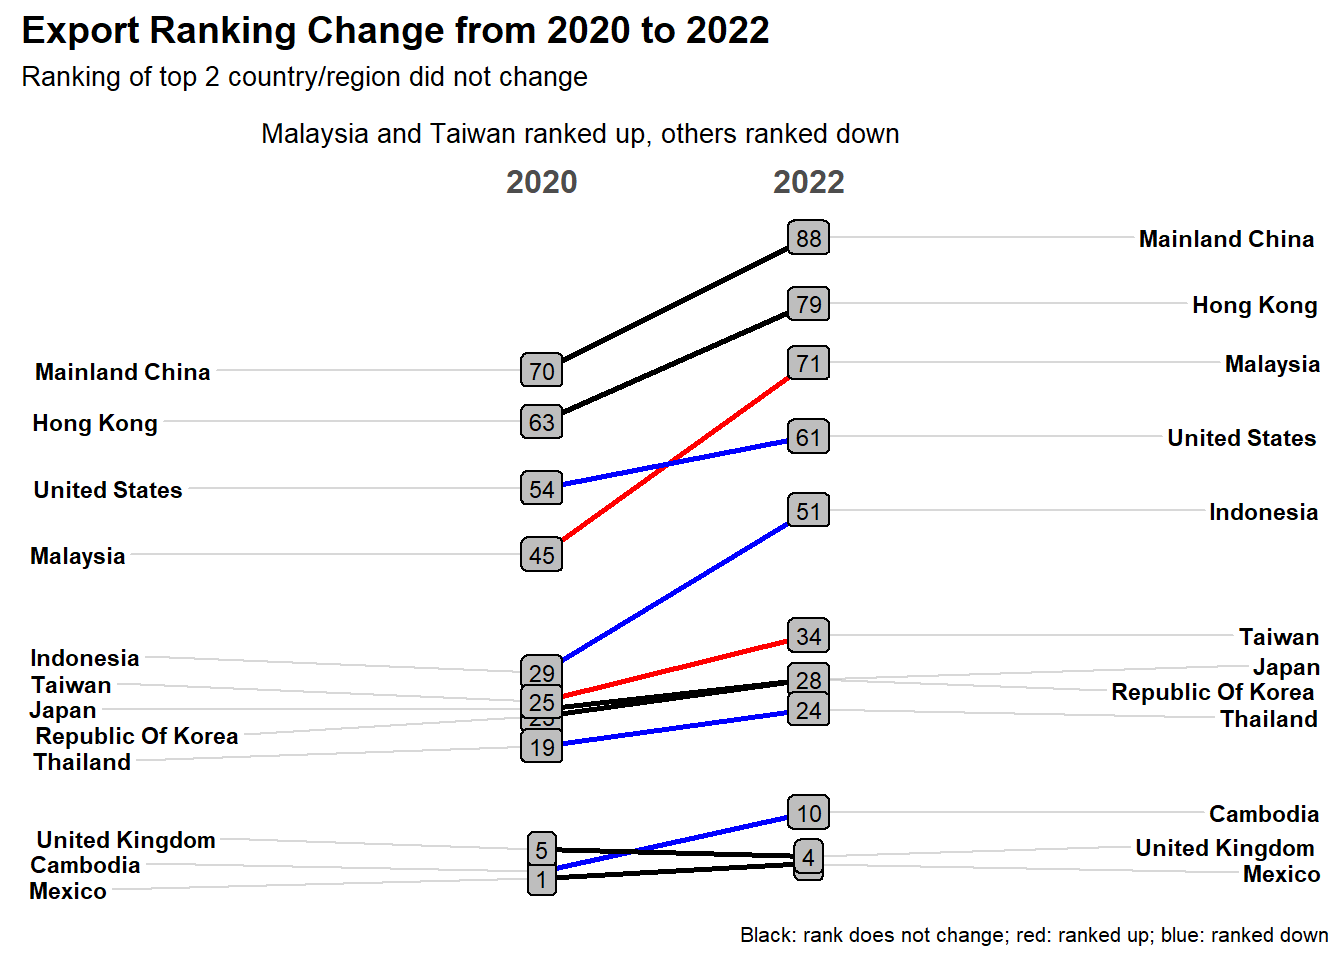 Export Ranking Change from 2020 to 2022
Ranking of top 2 country/region did not change
Malaysia and Taiwan ranked up, others ranked down
2020 2022
88 Mainland China
79 Hong Kong
71 Malaysia
Mainland China 70
Hong Kong 63
61 United States
United States 54
51 Indonesia
Malaysia 45
34 Taiwan
Indonesia 29
Japan
28
Taiwan 25
Republic Of Korea
Japan
24 Thailand
Republic Of Korea
Thailand 19
10 Cambodia
United Kingdom 5
4 United Kingdom
Cambodia
Mexico
Mexico 1
Black: rank does not change; red: ranked up; blue: ranked down